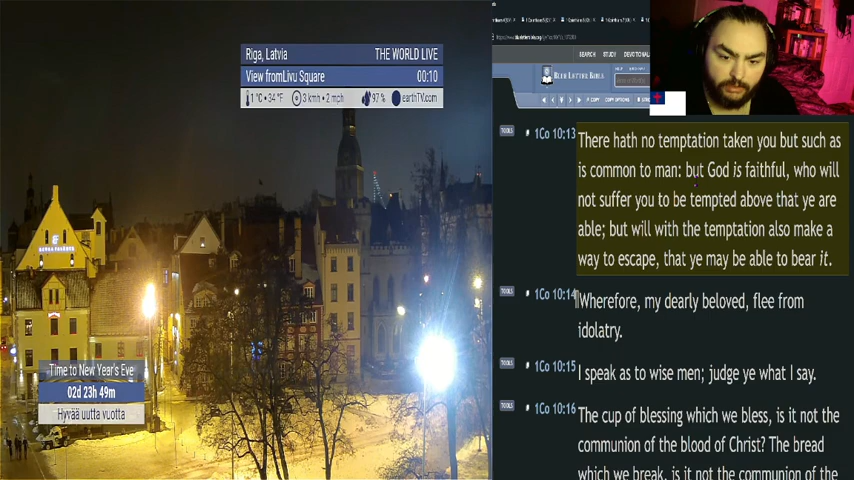 Riga, Latvia THE WORLD LIVE
View fromLivu Square 00:10
1 °C • 34 °F 3 kmh • 2 mph 97 % earthTV.com
Time to New Year's Eve
02d 23h 49m
Hyvää uutta vuotta
SEARCH STUDY DEVOTIONAL
BLUE LETTER BIBLE
COPY COPY OPTIONS
TOOLS 1Co 10:13 There hath no temptation taken you but such as
is common to man: but God is faithful, who will
not suffer you to be tempted above that ye are
able; but will with the temptation also make a
way to escape, that ye may be able to bear it.
TOOLS 1Co 10:14 Wherefore, my dearly beloved, flee from
idolatry.
TOOLS 1Co 10:15 I speak as to wise men; judge ye what I say.
TOOLS 1Co 10:16 The cup of blessing which we bless, is it not the
communion of the blood of Christ? The bread
which we break, is it not the communion of the